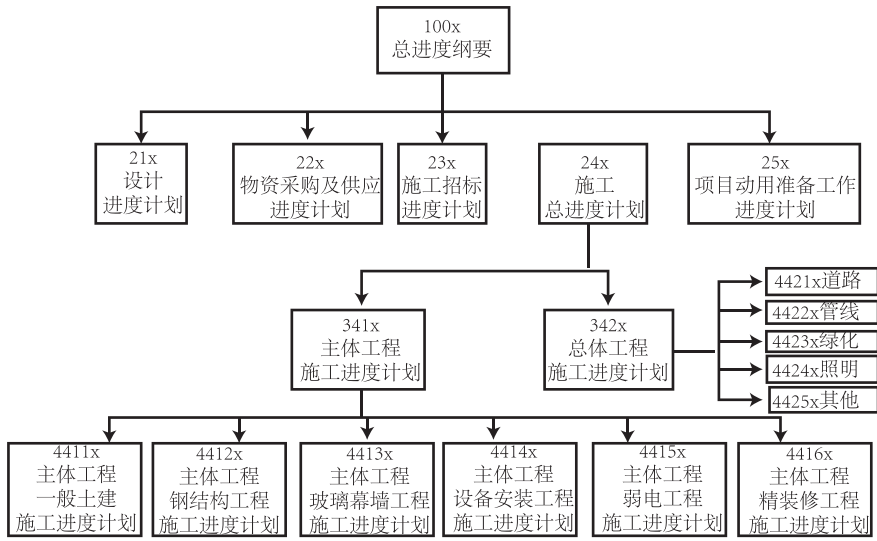 100x
总进度纲要
21x
设计
进度计划
22x
物资采购及供应
进度计划
23x
施工招标
进度计划
24x
施工
总进度计划
25x
项目动用准备工作
进度计划
341x
主体工程
施工进度计划
342x
总体工程
施工进度计划
4421x道路
4422x管线
4423x绿化
4424x照明
4425x其他
4411x
主体工程
一般土建
施工进度计划
4412x
主体工程
钢结构工程
施工进度计划
4413x
主体工程
玻璃幕墙工程
施工进度计划
4414x
主体工程
设备安装工程
施工进度计划
4415x
主体工程
弱电工程
施工进度计划
4416x
主体工程
精装修工程
施工进度计划